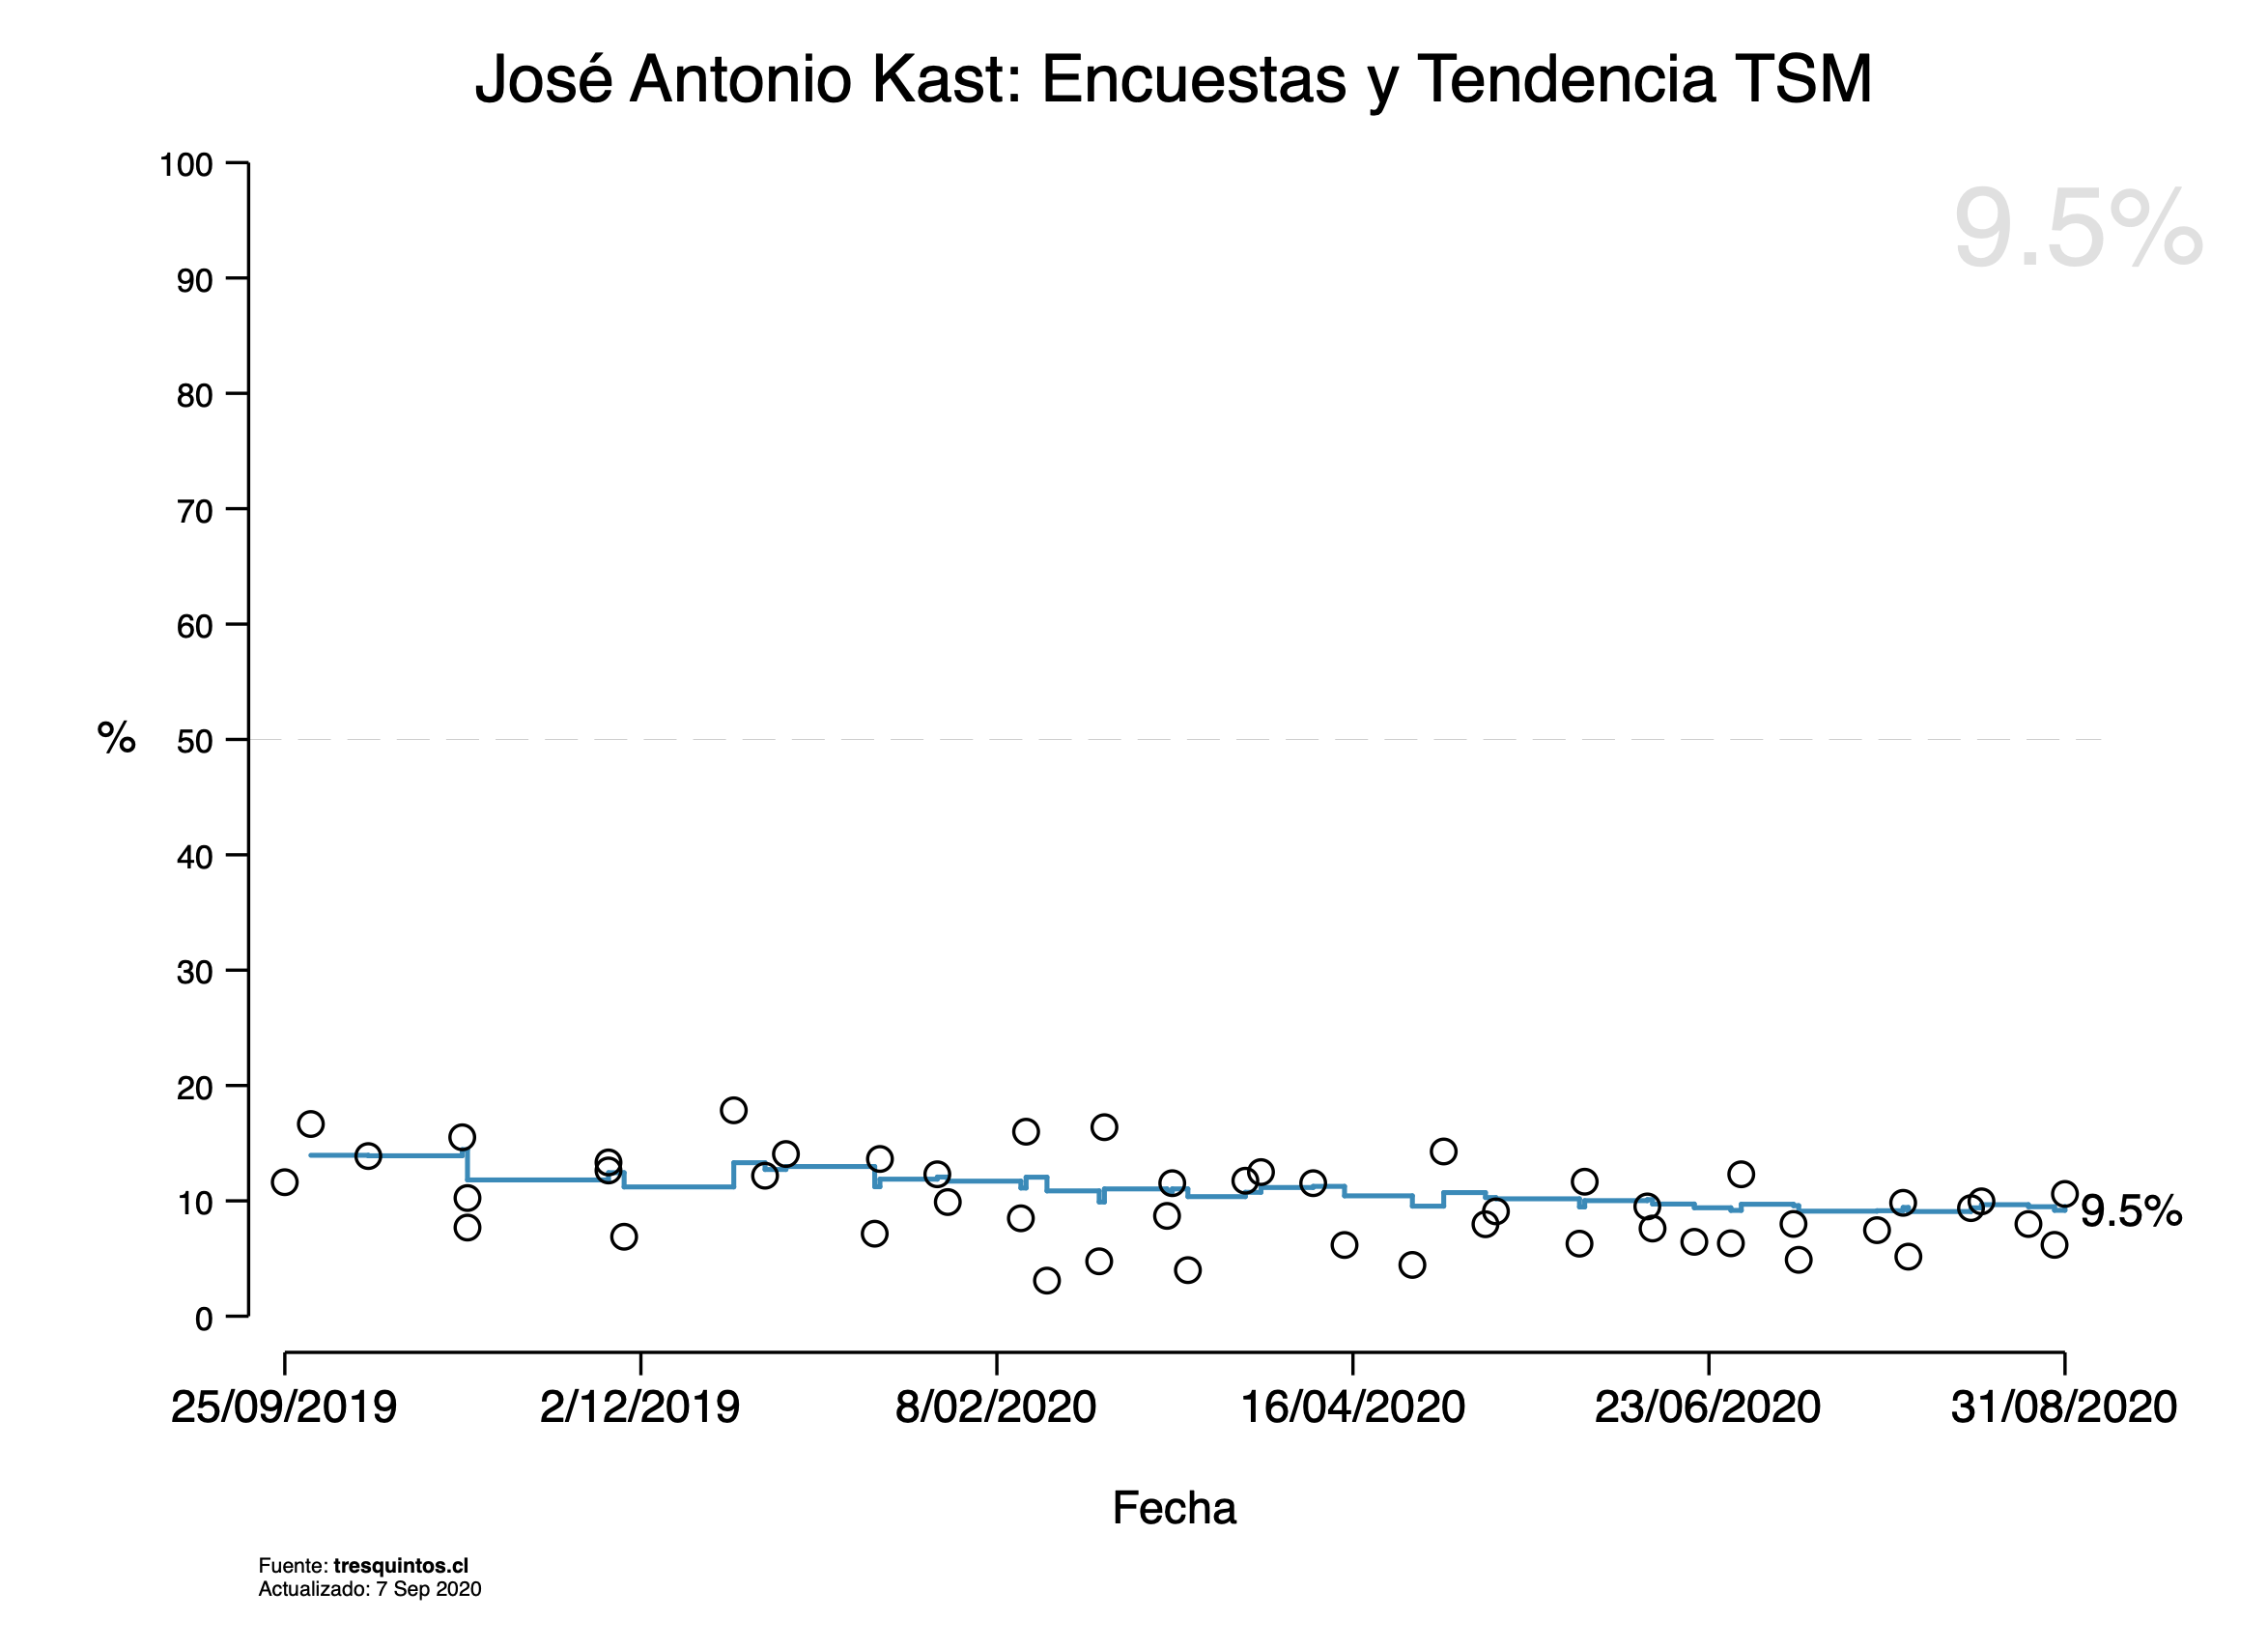 José Antonio Kast: Encuestas y Tendencia TSM
9.5%
100
90
80
70
60
50
40
30
20
10
0
%
9.5%
25/09/2019 2/12/2019 8/02/2020 16/04/2020 23/06/2020 31/08/2020
Fecha
Fuente: tresquintos.cl
Actualizado: 7 Sep 2020